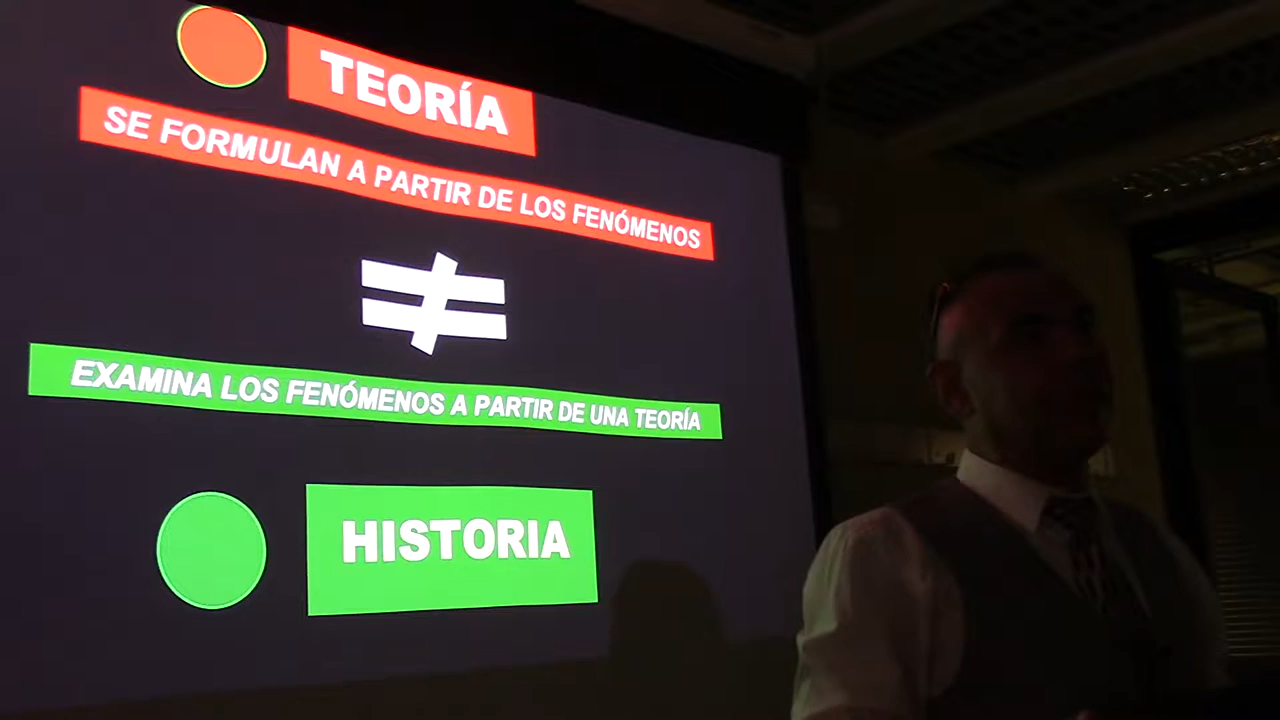 TEORÍA
SE FORMULAN A PARTIR DE LOS FENÓMENOS
≠
EXAMINA LOS FENÓMENOS A PARTIR DE UNA TEORÍA
HISTORIA